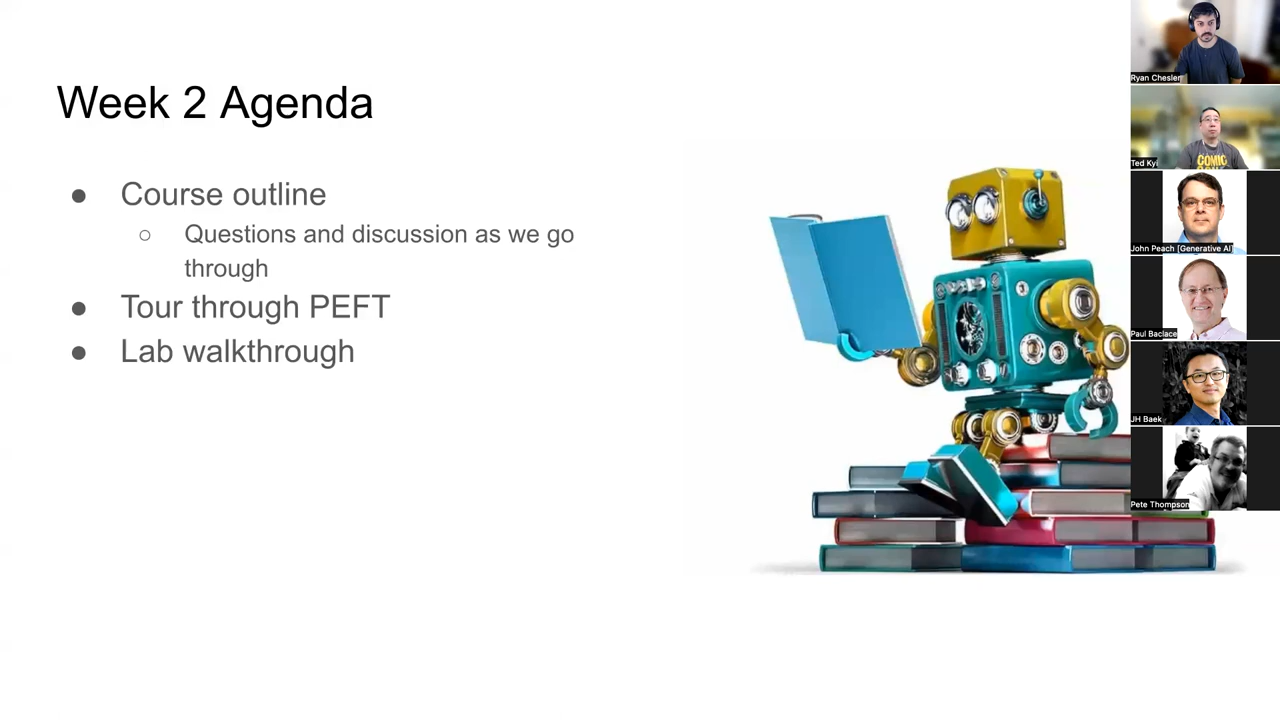 Week 2 Agenda
● Course outline
○ Questions and discussion as we go
through
● Tour through PEFT
● Lab walkthrough
Ryan Chesler
Ted Kyi
COMIC
John Peach [Generative AI]
Paul Baclace
JH Baek
Pete Thompson